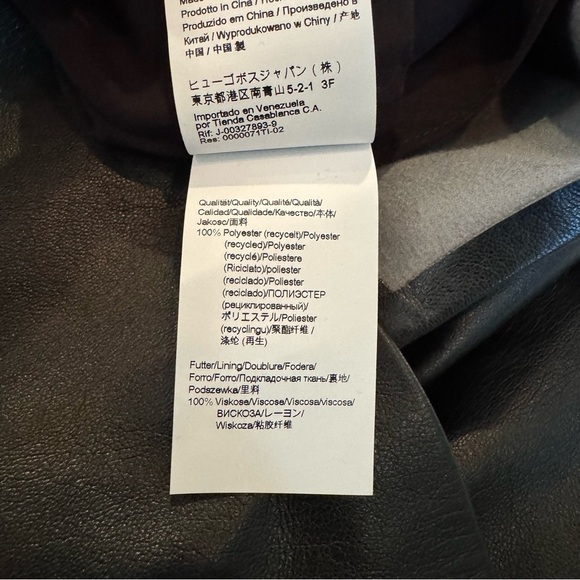 Prodotto in Cina /
Produzido em China / Произведено в
Китай / Wyprodukowano w Chiny / 产地
中国 / 中国 製
ヒューゴボスジャパン ( 株 )
東京都港区南青山5-2-1 3F
Importado en Venezuela
por Tienda Casablanca C.A.
Rif: J-00327893-9
Res: 0000071TI-02
Qualität/Quality/Qualité/Qualità/
Calidad/Qualidade/Качество/本体/
Jakosc/面料
100% Polyester (recycelt)/Polyester
(recycled)/Polyester
(recyclé)/Poliestere
(Riciclato)/poliester
(reciclado)/Poliester
(reciclado)/ПОЛИЭСТЕР
(рециклированный)/
ポリエステル/Poliester
(recyclingu)/聚酯纤维 /
涤纶 (再生)
Futter/Lining/Doublure/Fodera/
Forro/Forro/Подкладочная ткань/裏地/
Podszewka/里料
100% Viskose/Viscose/Viscosa/viscosa/
ВИСКОЗА/レーヨン/
Wiskoza/粘胶纤维